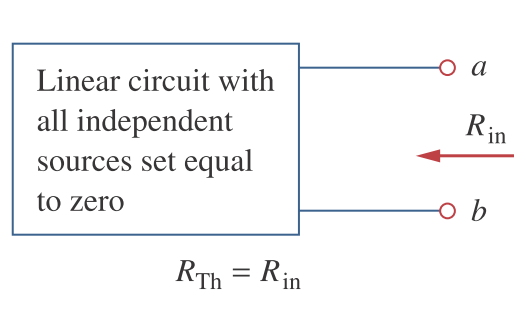 Linear circuit with
all independent
sources set equal
to zero
a
R_in
b
R_Th = R_in